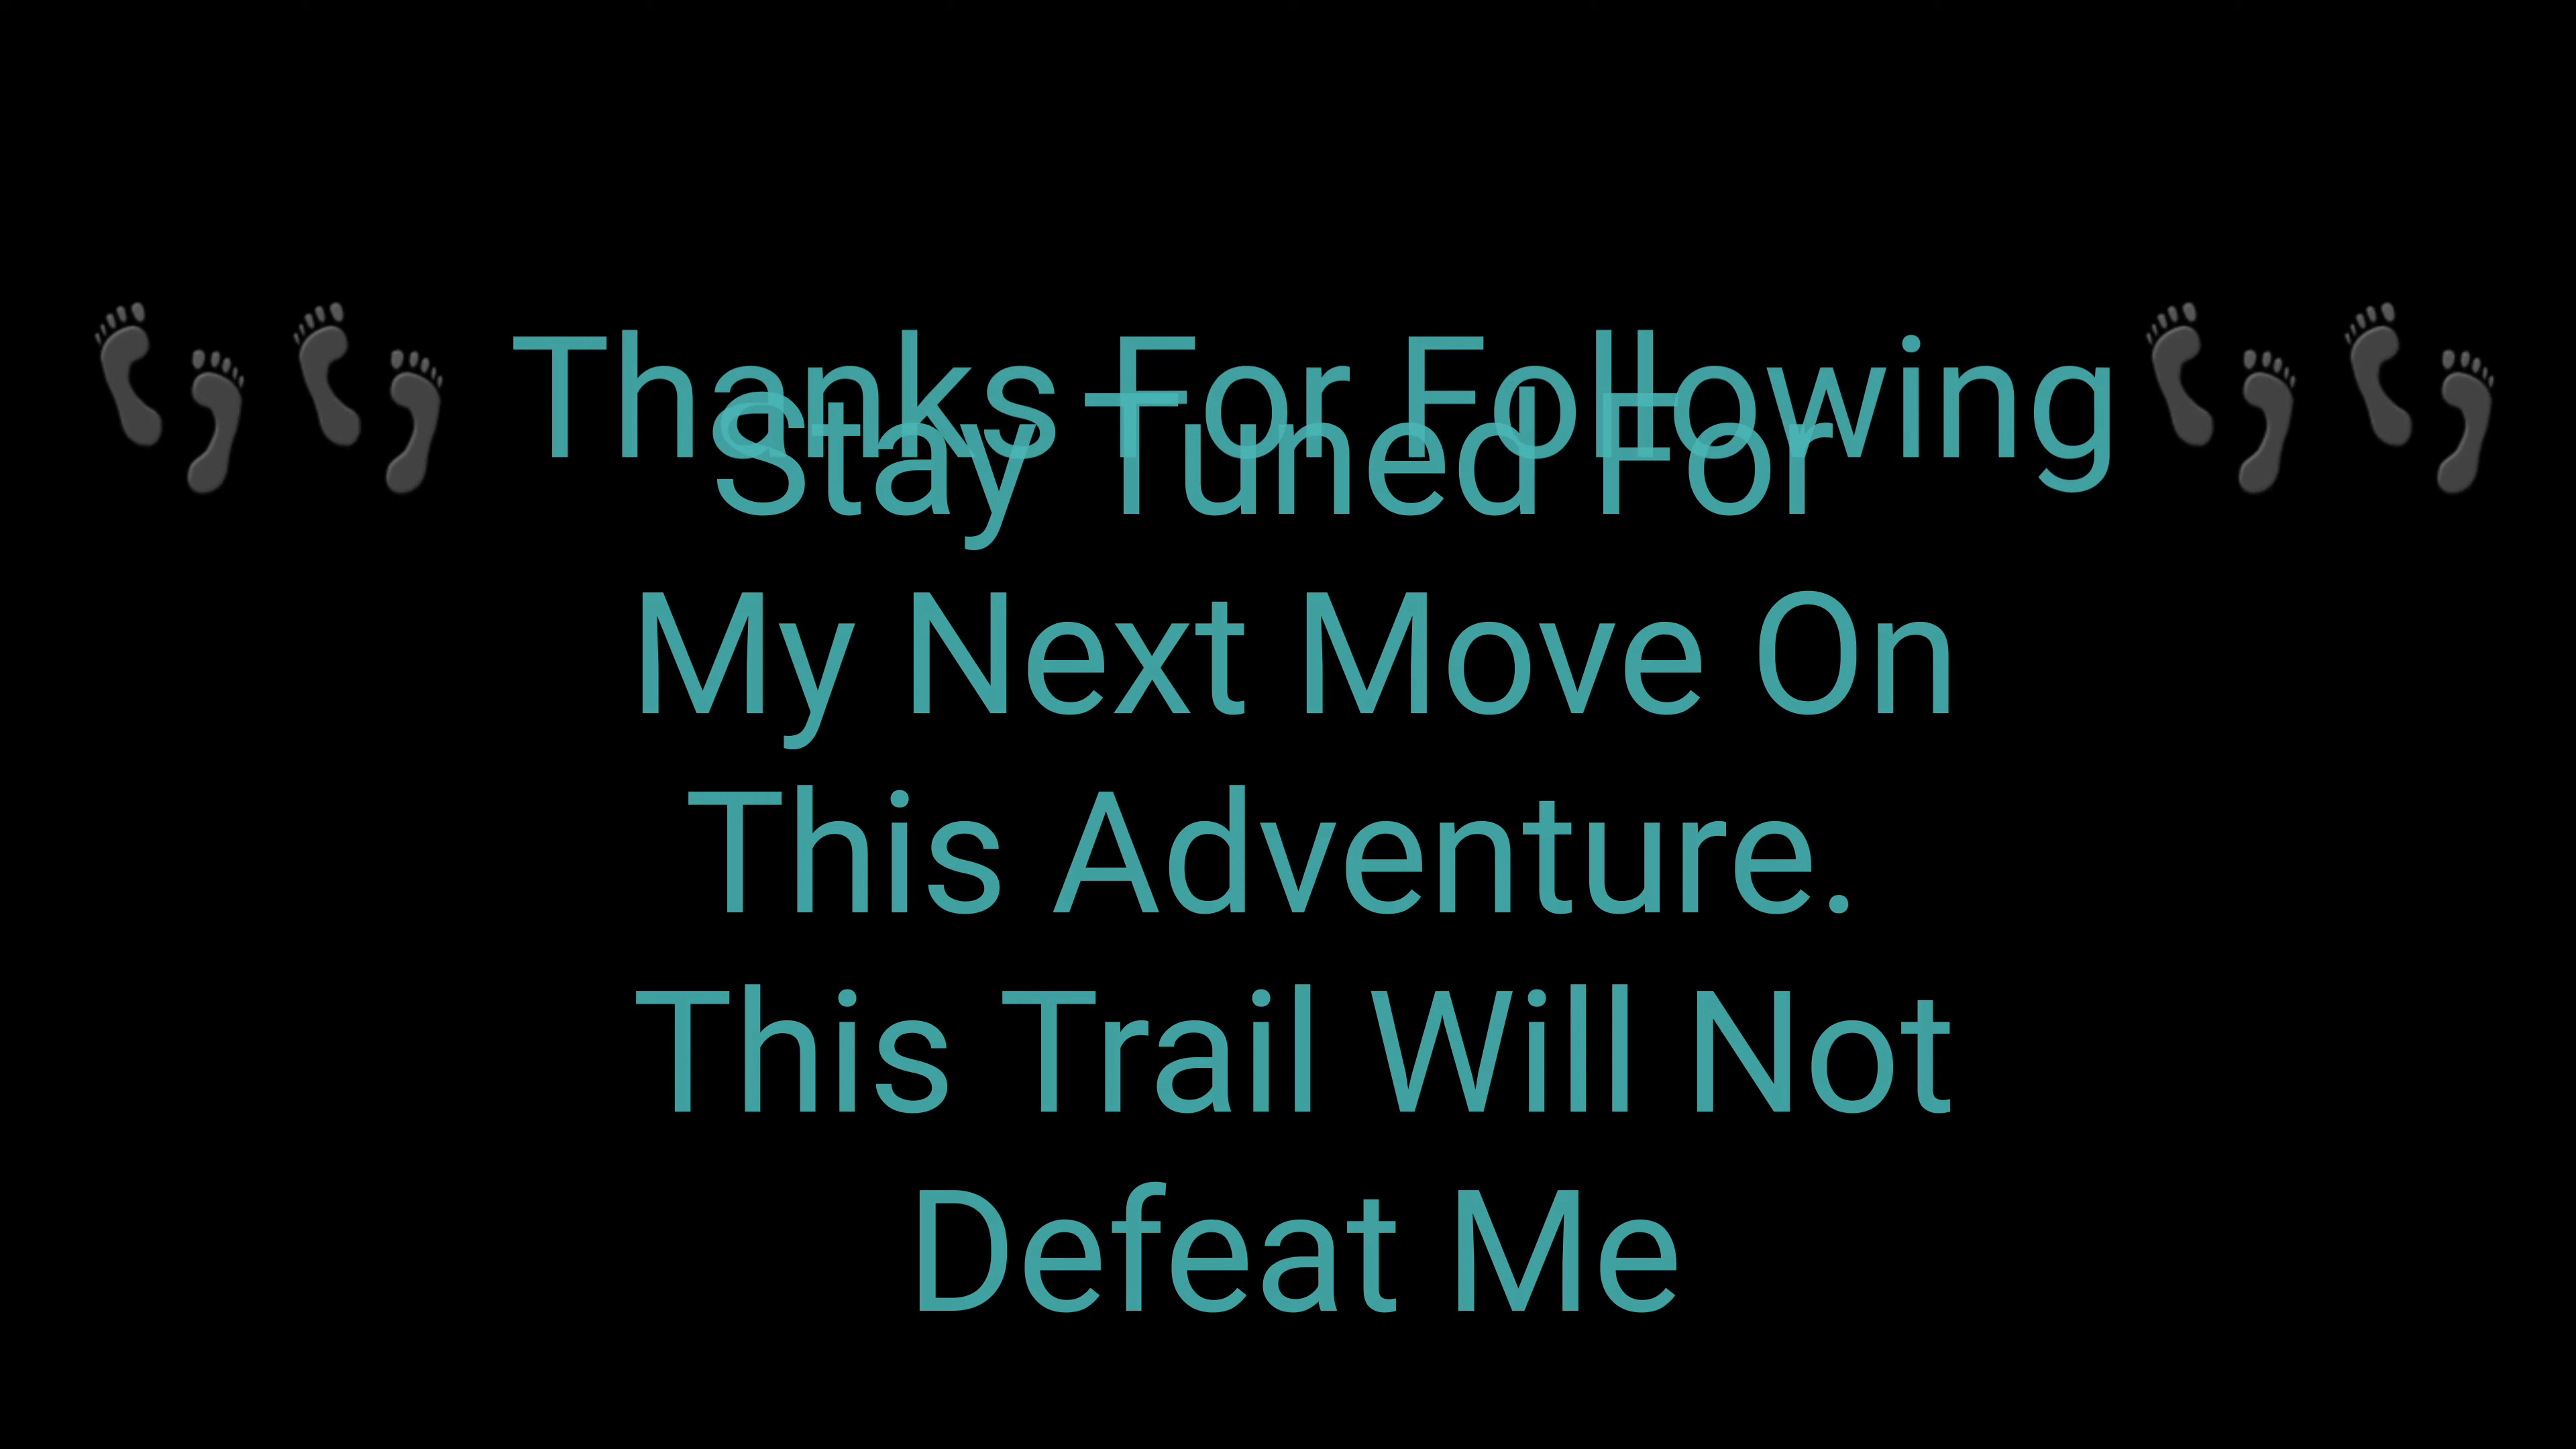 👣👣 Thanks For Following 👣👣
Stay Tuned For
My Next Move On
This Adventure.
This Trail Will Not
Defeat Me